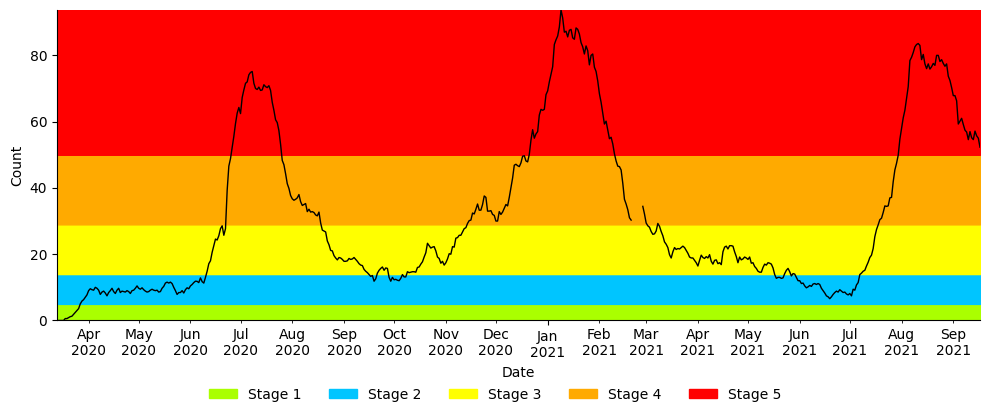 Count
80
60
40
20
0
Apr May Jun Jul Aug Sep Oct Nov Dec Jan Feb Mar Apr May Jun Jul Aug Sep
2020 2020 2020 2020 2020 2020 2020 2020 2020 2021 2021 2021 2021 2021 2021 2021 2021 2021
Date
Stage 1 Stage 2 Stage 3 Stage 4 Stage 5